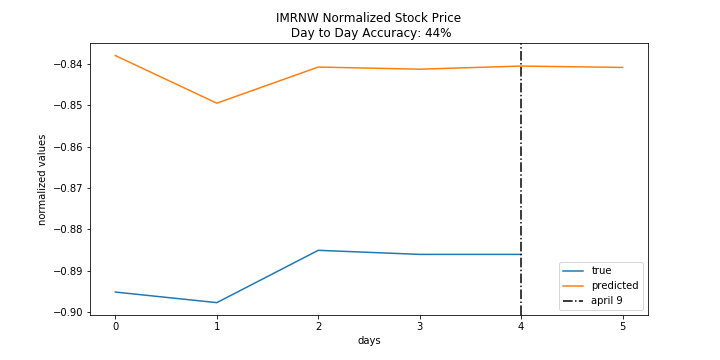 IMRNW Normalized Stock Price
Day to Day Accuracy: 44%
normalized values
−0.84
−0.85
−0.86
−0.87
−0.88
−0.89
−0.90
0 1 2 3 4 5
days
true
predicted
april 9